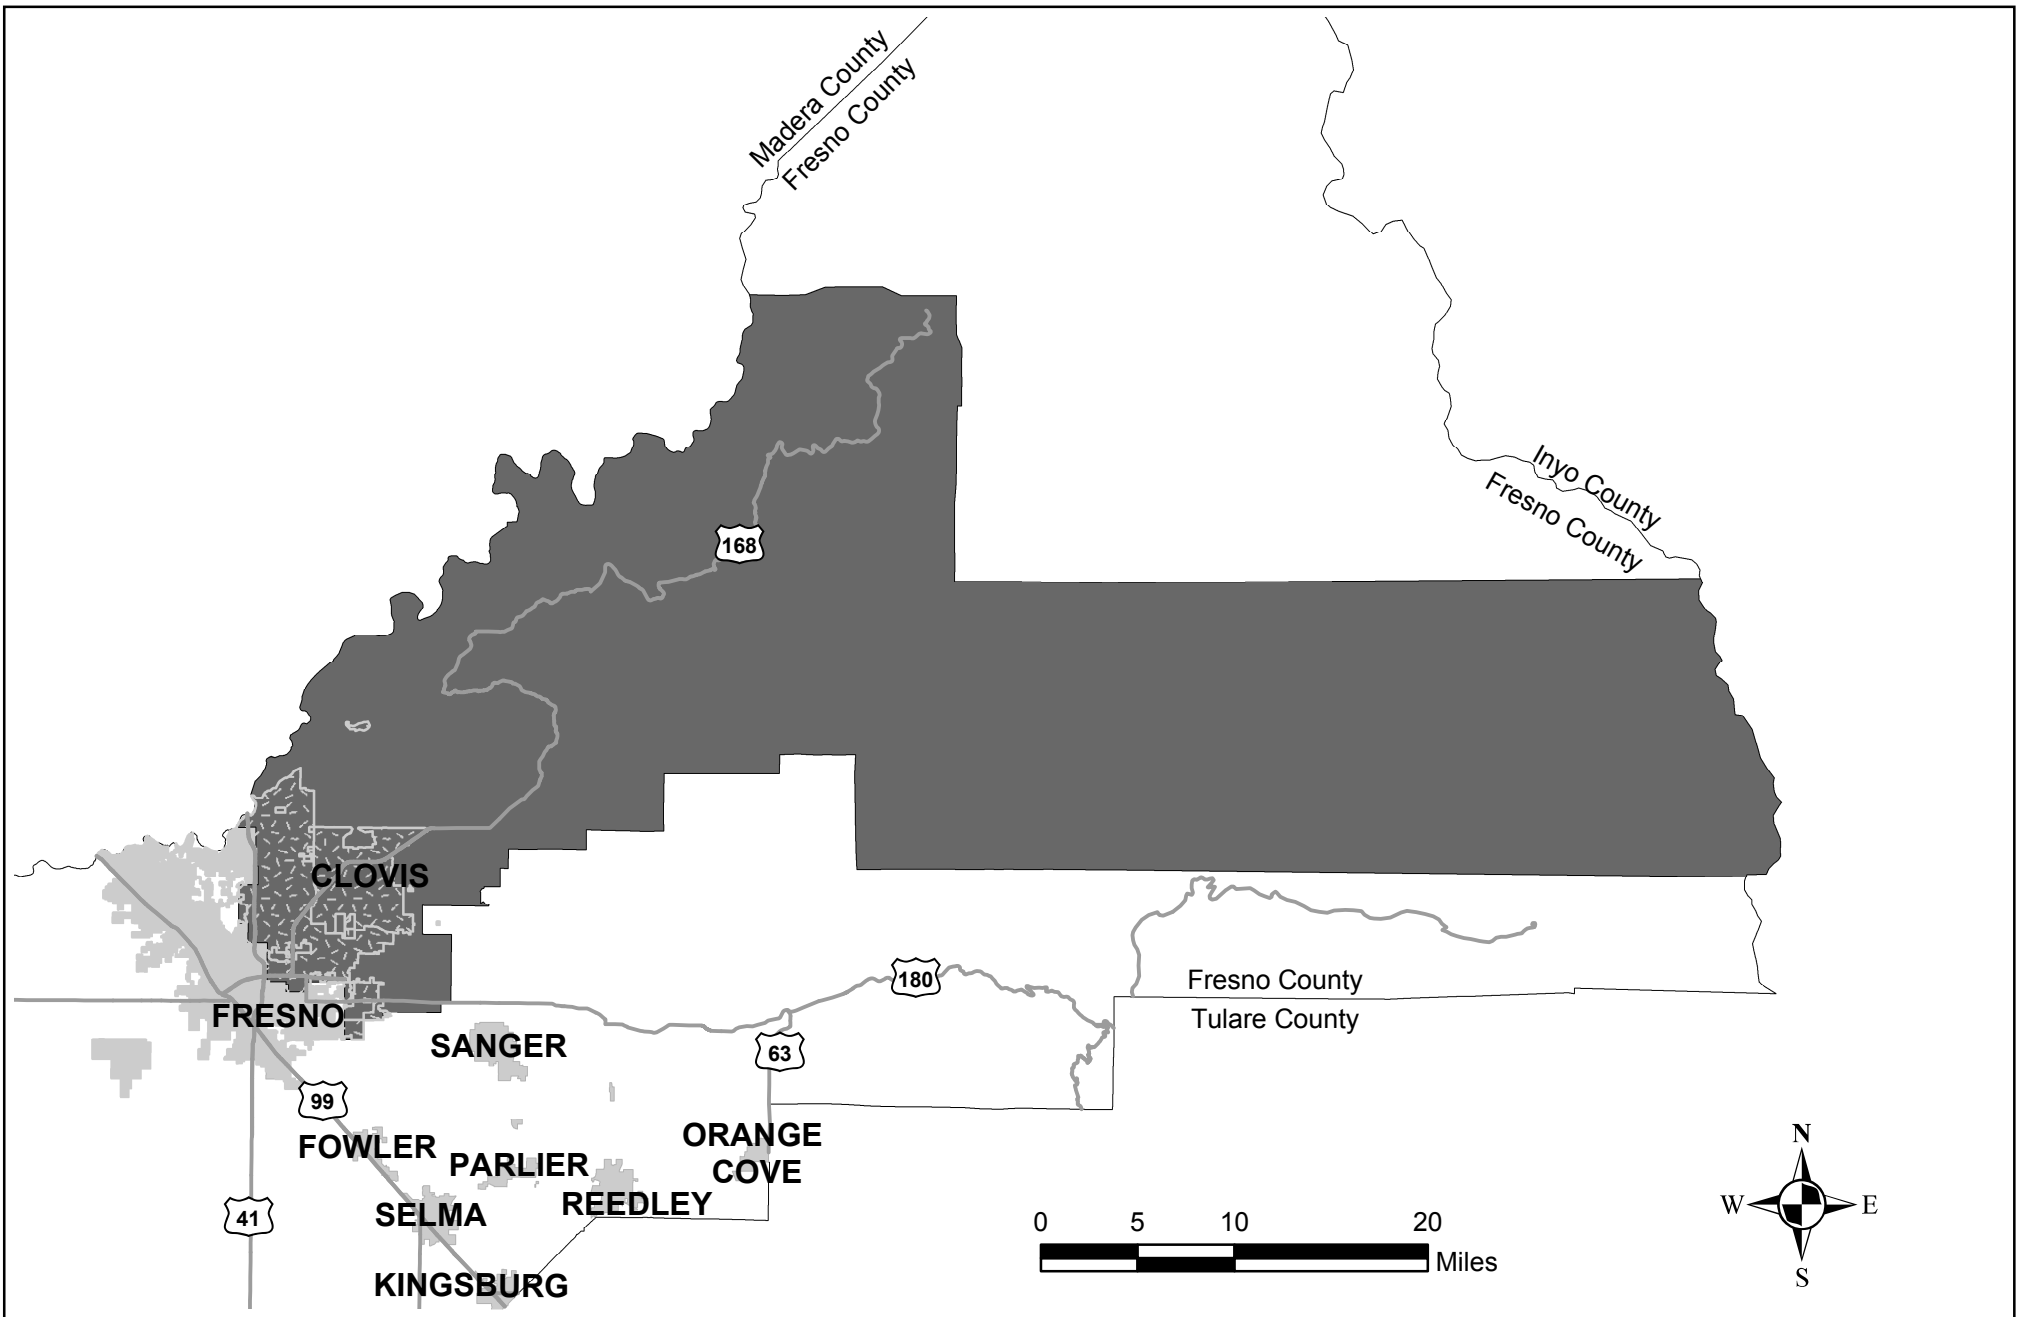 Madera County
Fresno County
Inyo County
Fresno County
168
CLOVIS
180
Fresno County
Tulare County
FRESNO
SANGER
63
99
FOWLER
PARLIER
ORANGE
COVE
REEDLEY
SELMA
41
KINGSBURG
0 5 10 20
Miles
N
W E
S